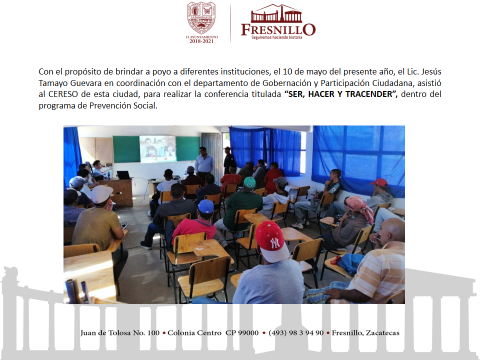 H. AYUNTAMIENTO
2018-2021
FRESNILLO
Seguiremos haciendo historia
Con el propósito de brindar a poyo a diferentes instituciones, el 10 de mayo del presente año, el Lic. Jesús
Tamayo Guevara en coordinación con el departamento de Gobernación y Participación Ciudadana, asistió
al CERESO de esta ciudad, para realizar la conferencia titulada “SER, HACER Y TRACENDER”, dentro del
programa de Prevención Social.
Juan de Tolosa No. 100 • Colonia Centro CP 99000 • (493) 98 3 94 90 • Fresnillo, Zacatecas